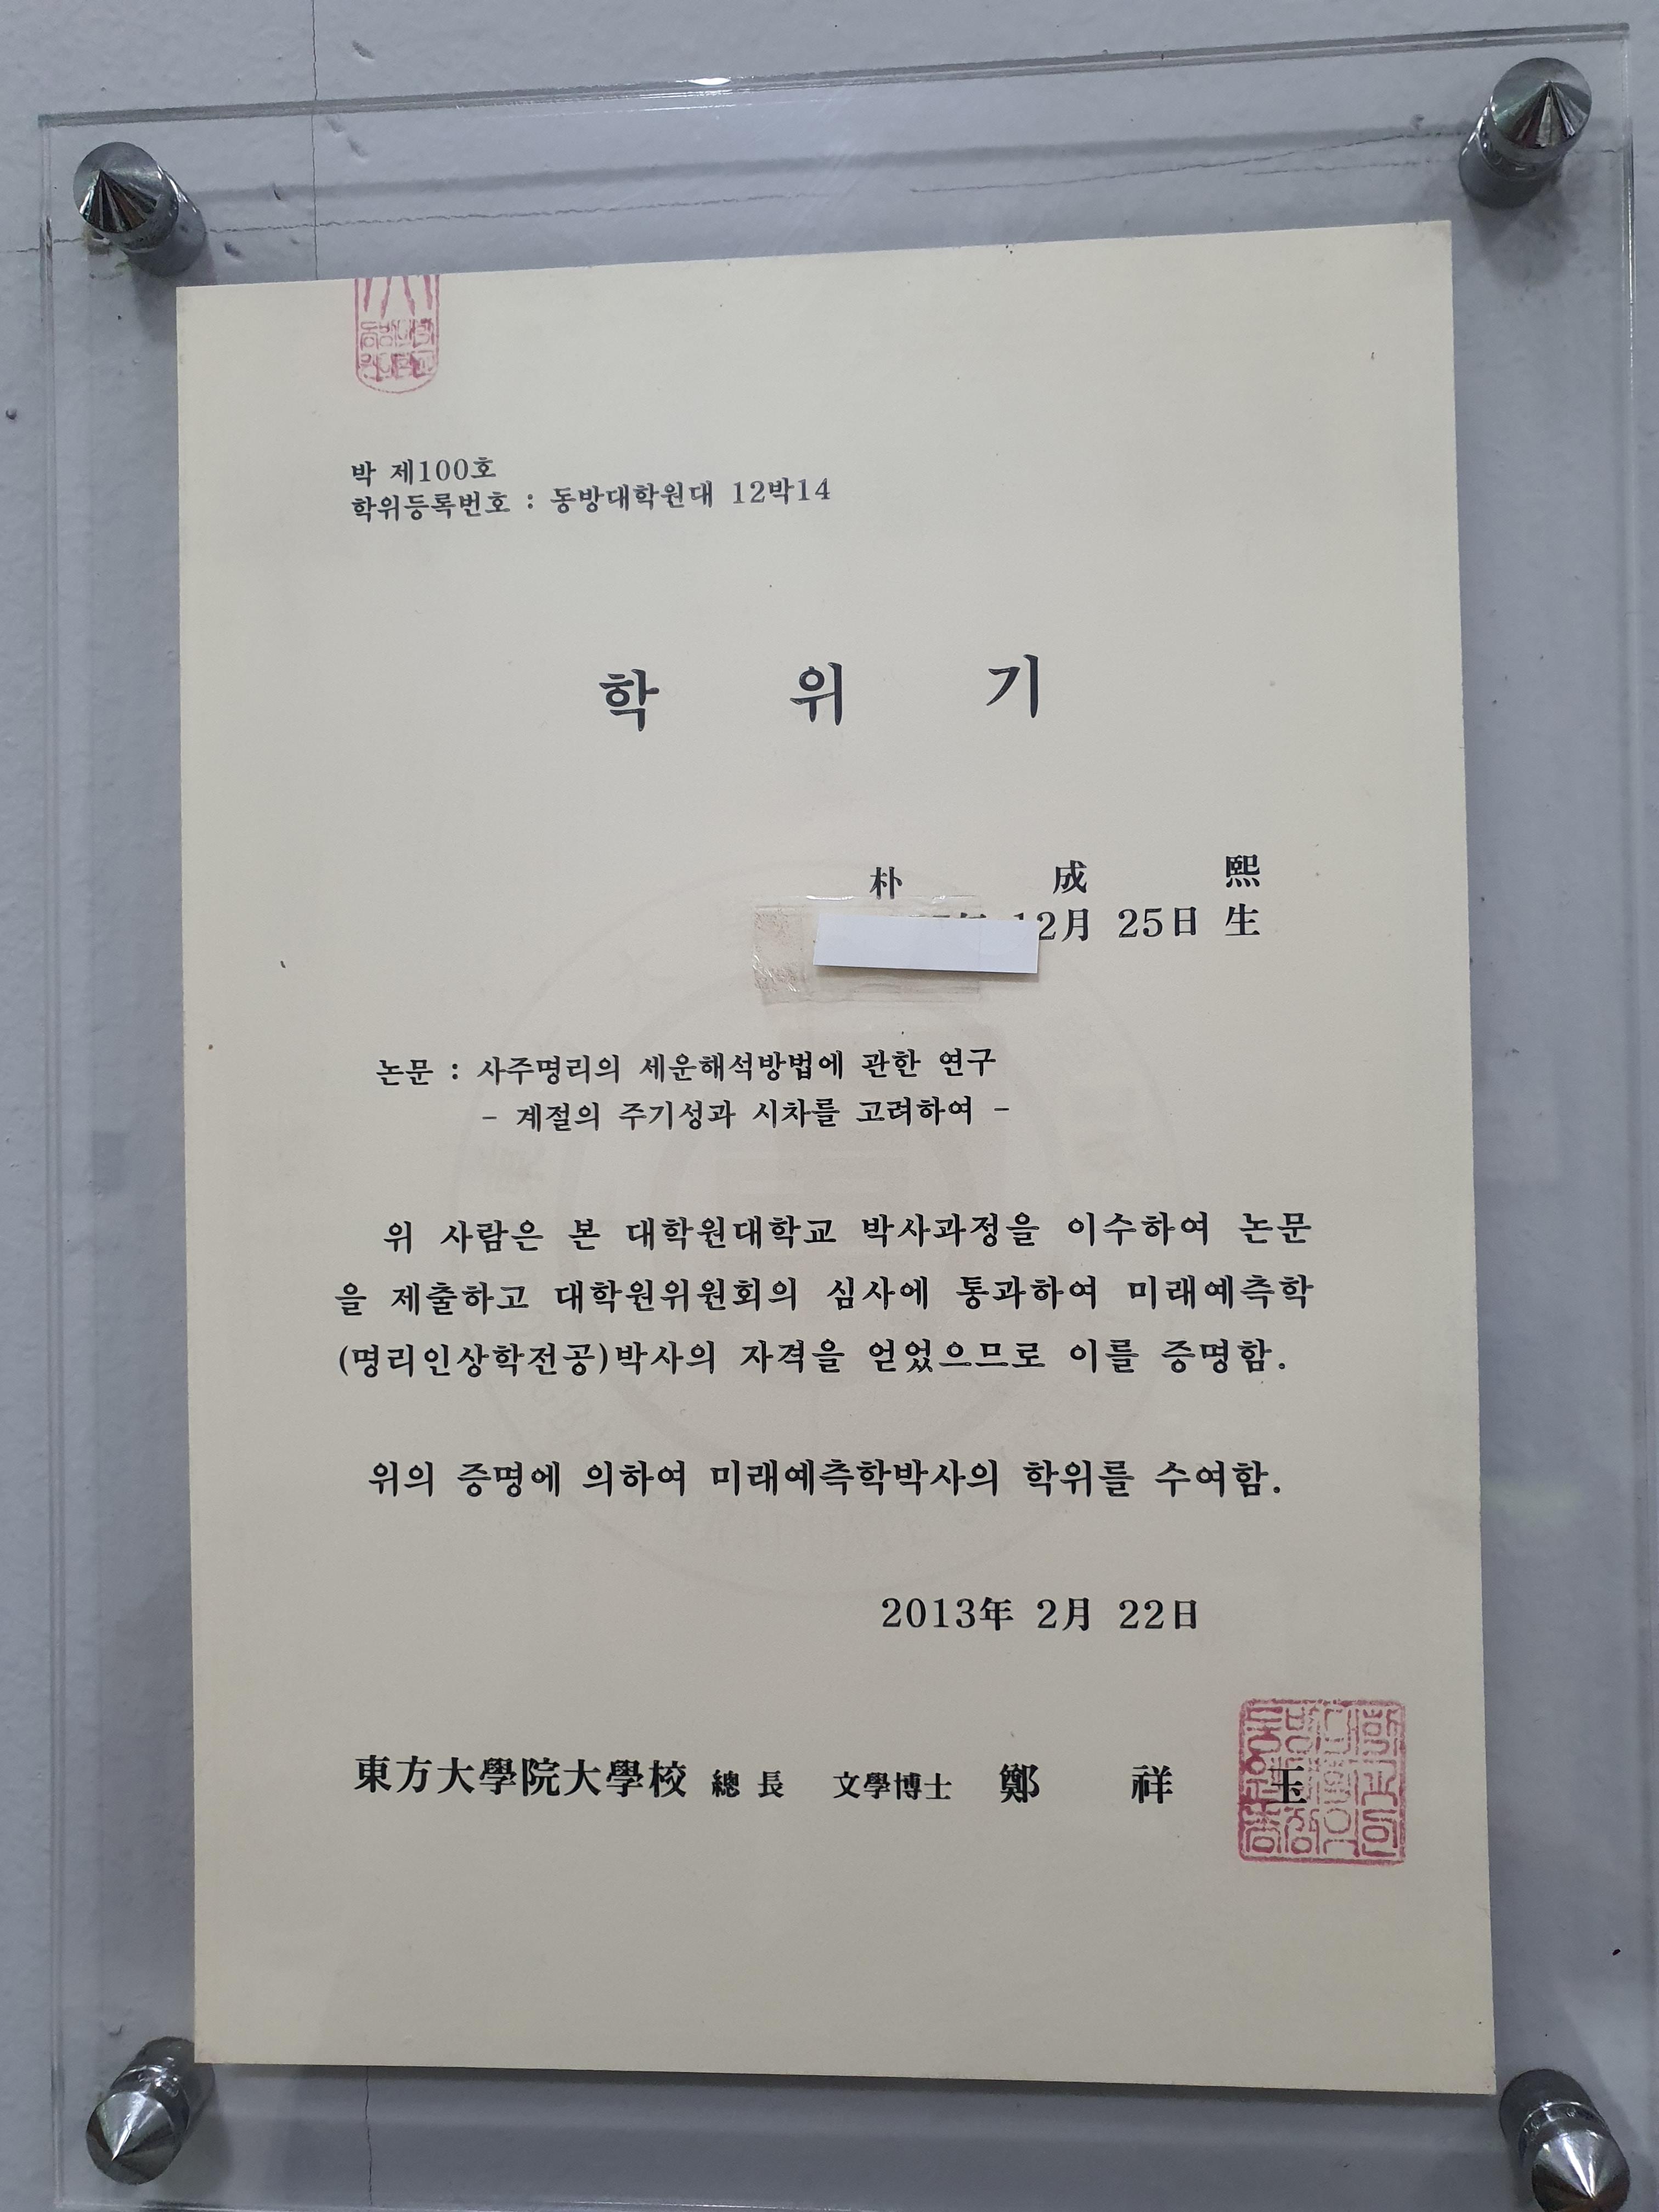 박 제100호
학위등록번호 : 동방대학원대 12박14
학 위 기
朴 成 熙
12月 25日 生
논문 : 사주명리의 세운해석방법에 관한 연구
- 계절의 주기성과 시차를 고려하여 -
위 사람은 본 대학원대학교 박사과정을 이수하여 논문
을 제출하고 대학원위원회의 심사에 통과하여 미래예측학
(명리인상학전공)박사의 자격을 얻었으므로 이를 증명함.
위의 증명에 의하여 미래예측학박사의 학위를 수여함.
2013年 2月 22日
東方大學院大學校 總 長 文學博士 鄭 祥 玉